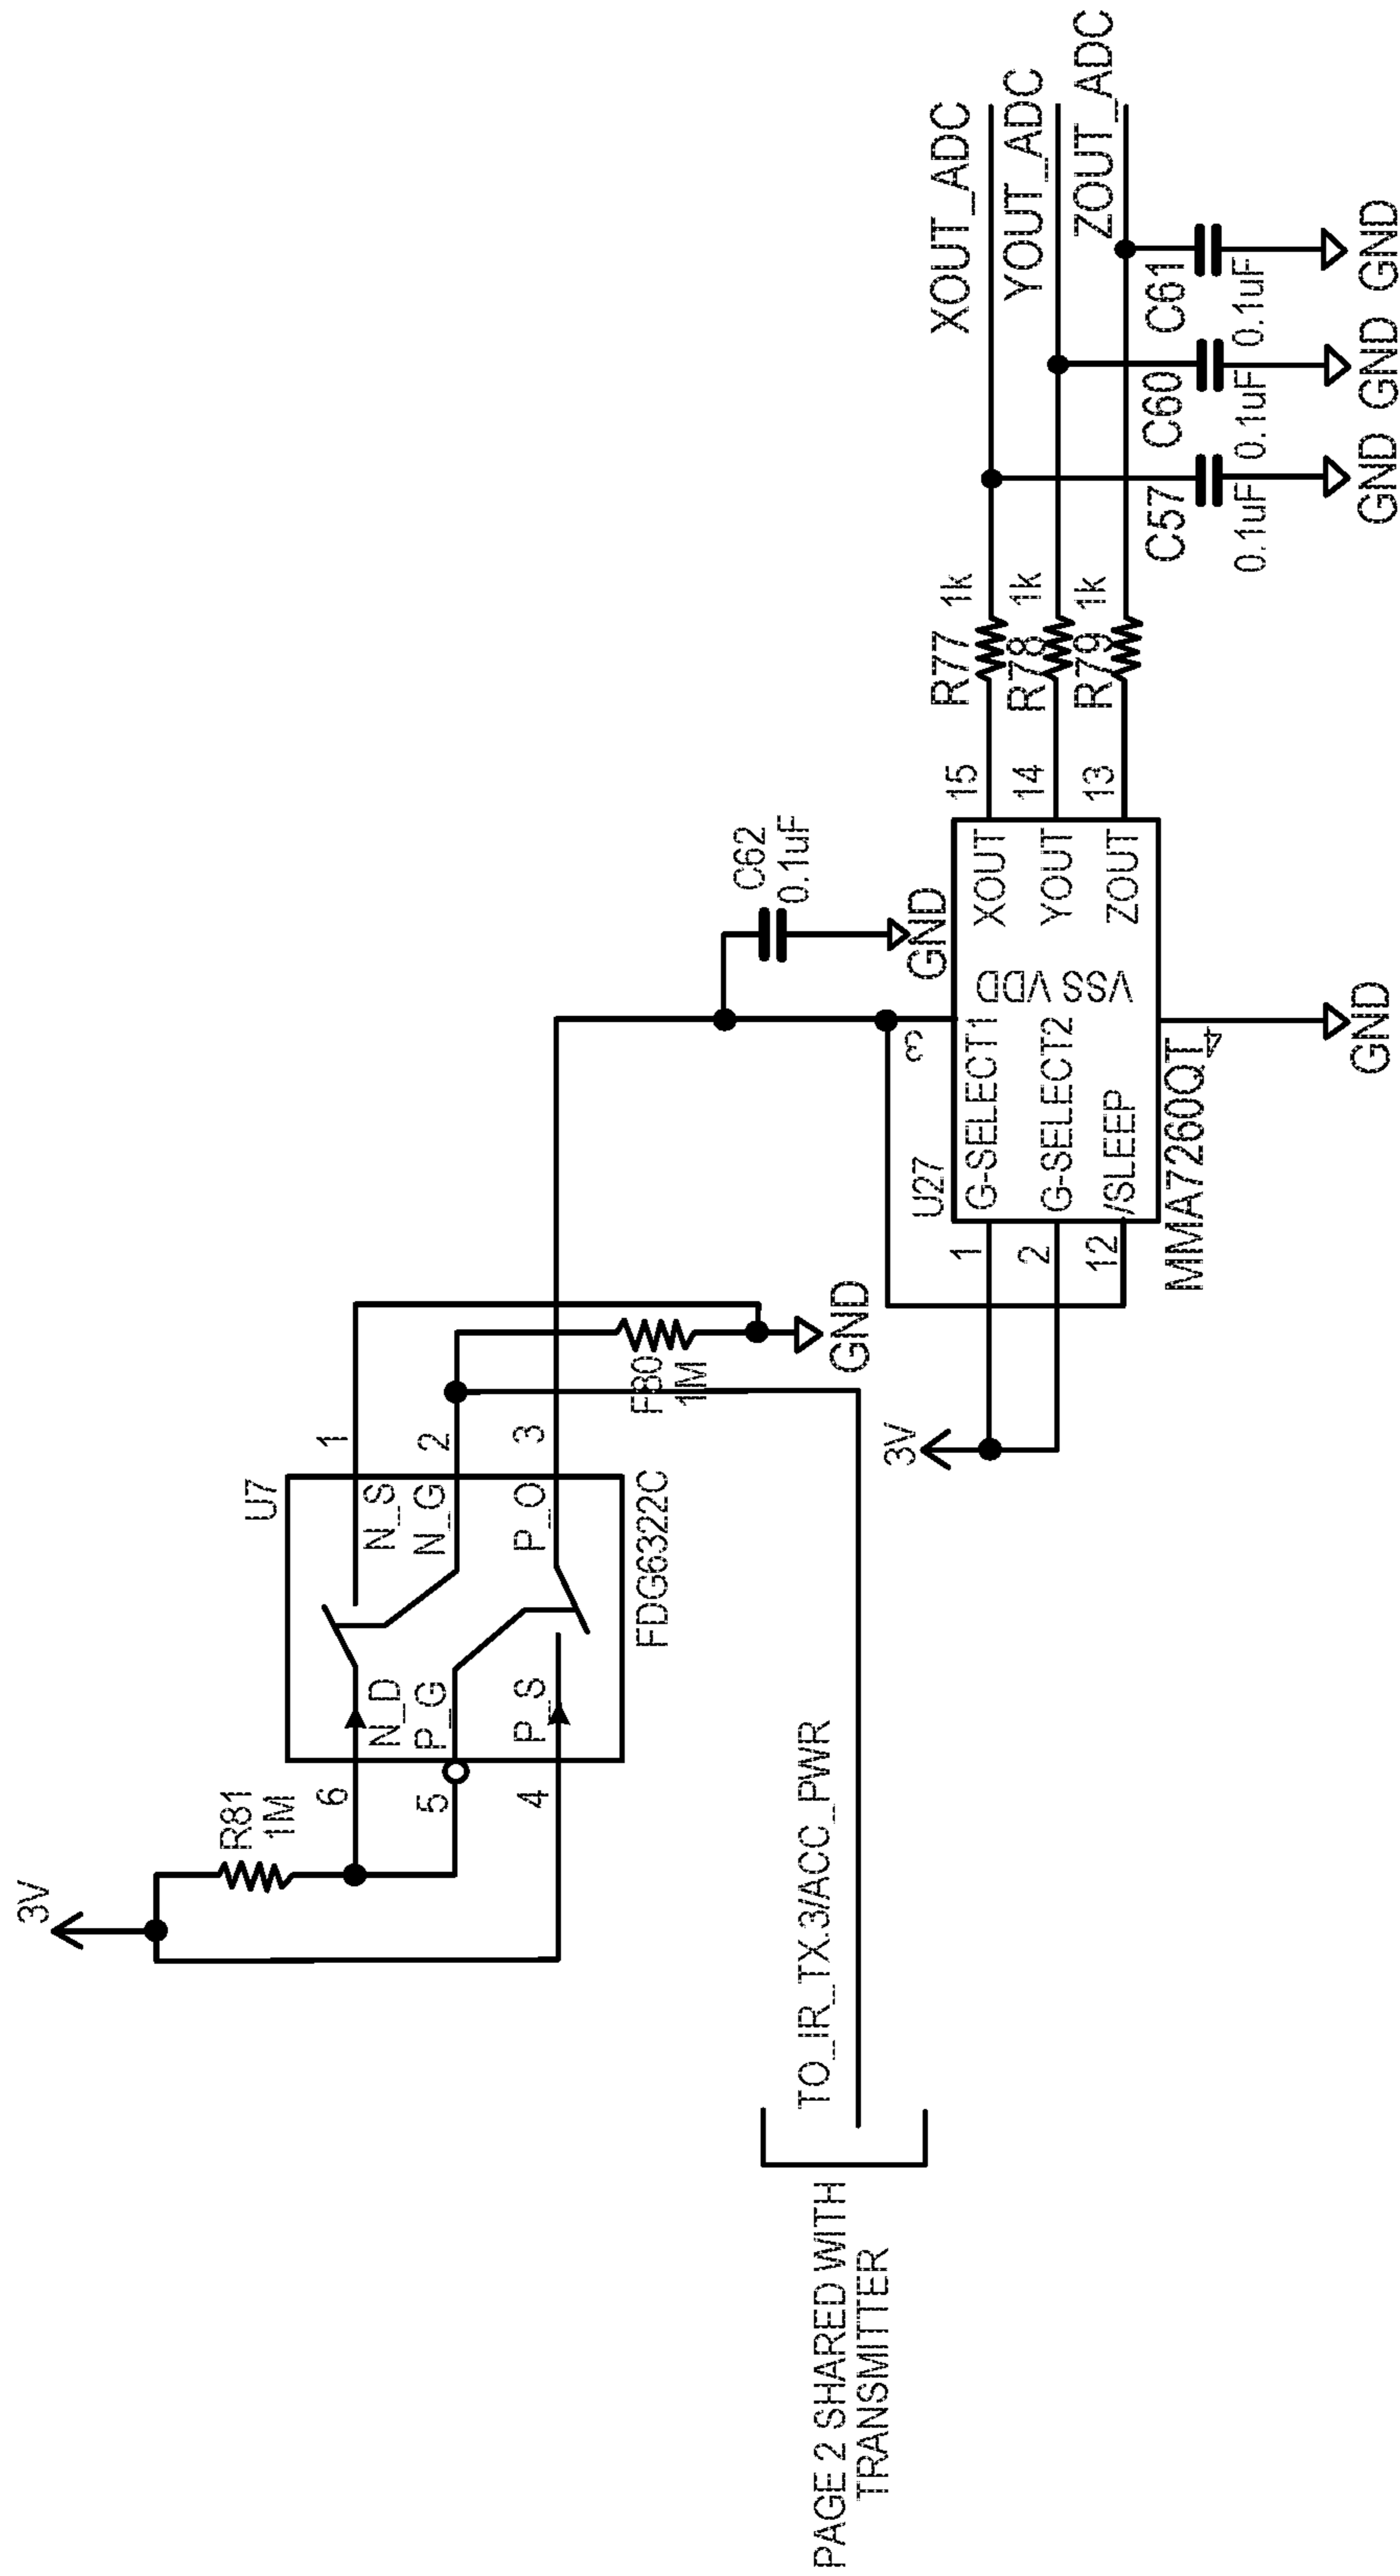 3V
R81
1M
U7
6
N_D
N_S
1
5
P_G
N_G
2
4
P_S
P_O
3
FDG6322C
F80
1M
GND
C62
0.1uF
GND
PAGE 2 SHARED WITH
TRANSMITTER
TO_IR_TX.3/ACC_PWR
3V
U27
3
1
G-SELECT1
XOUT
15
R77
1k
XOUT_ADC
2
G-SELECT2
VSS VDD
YOUT
14
R78
1k
YOUT_ADC
12
/SLEEP
ZOUT
13
R79
1k
ZOUT_ADC
MMA7260QT
4
GND
C57
0.1uF
GND
C60
0.1uF
GND
C61
0.1uF
GND